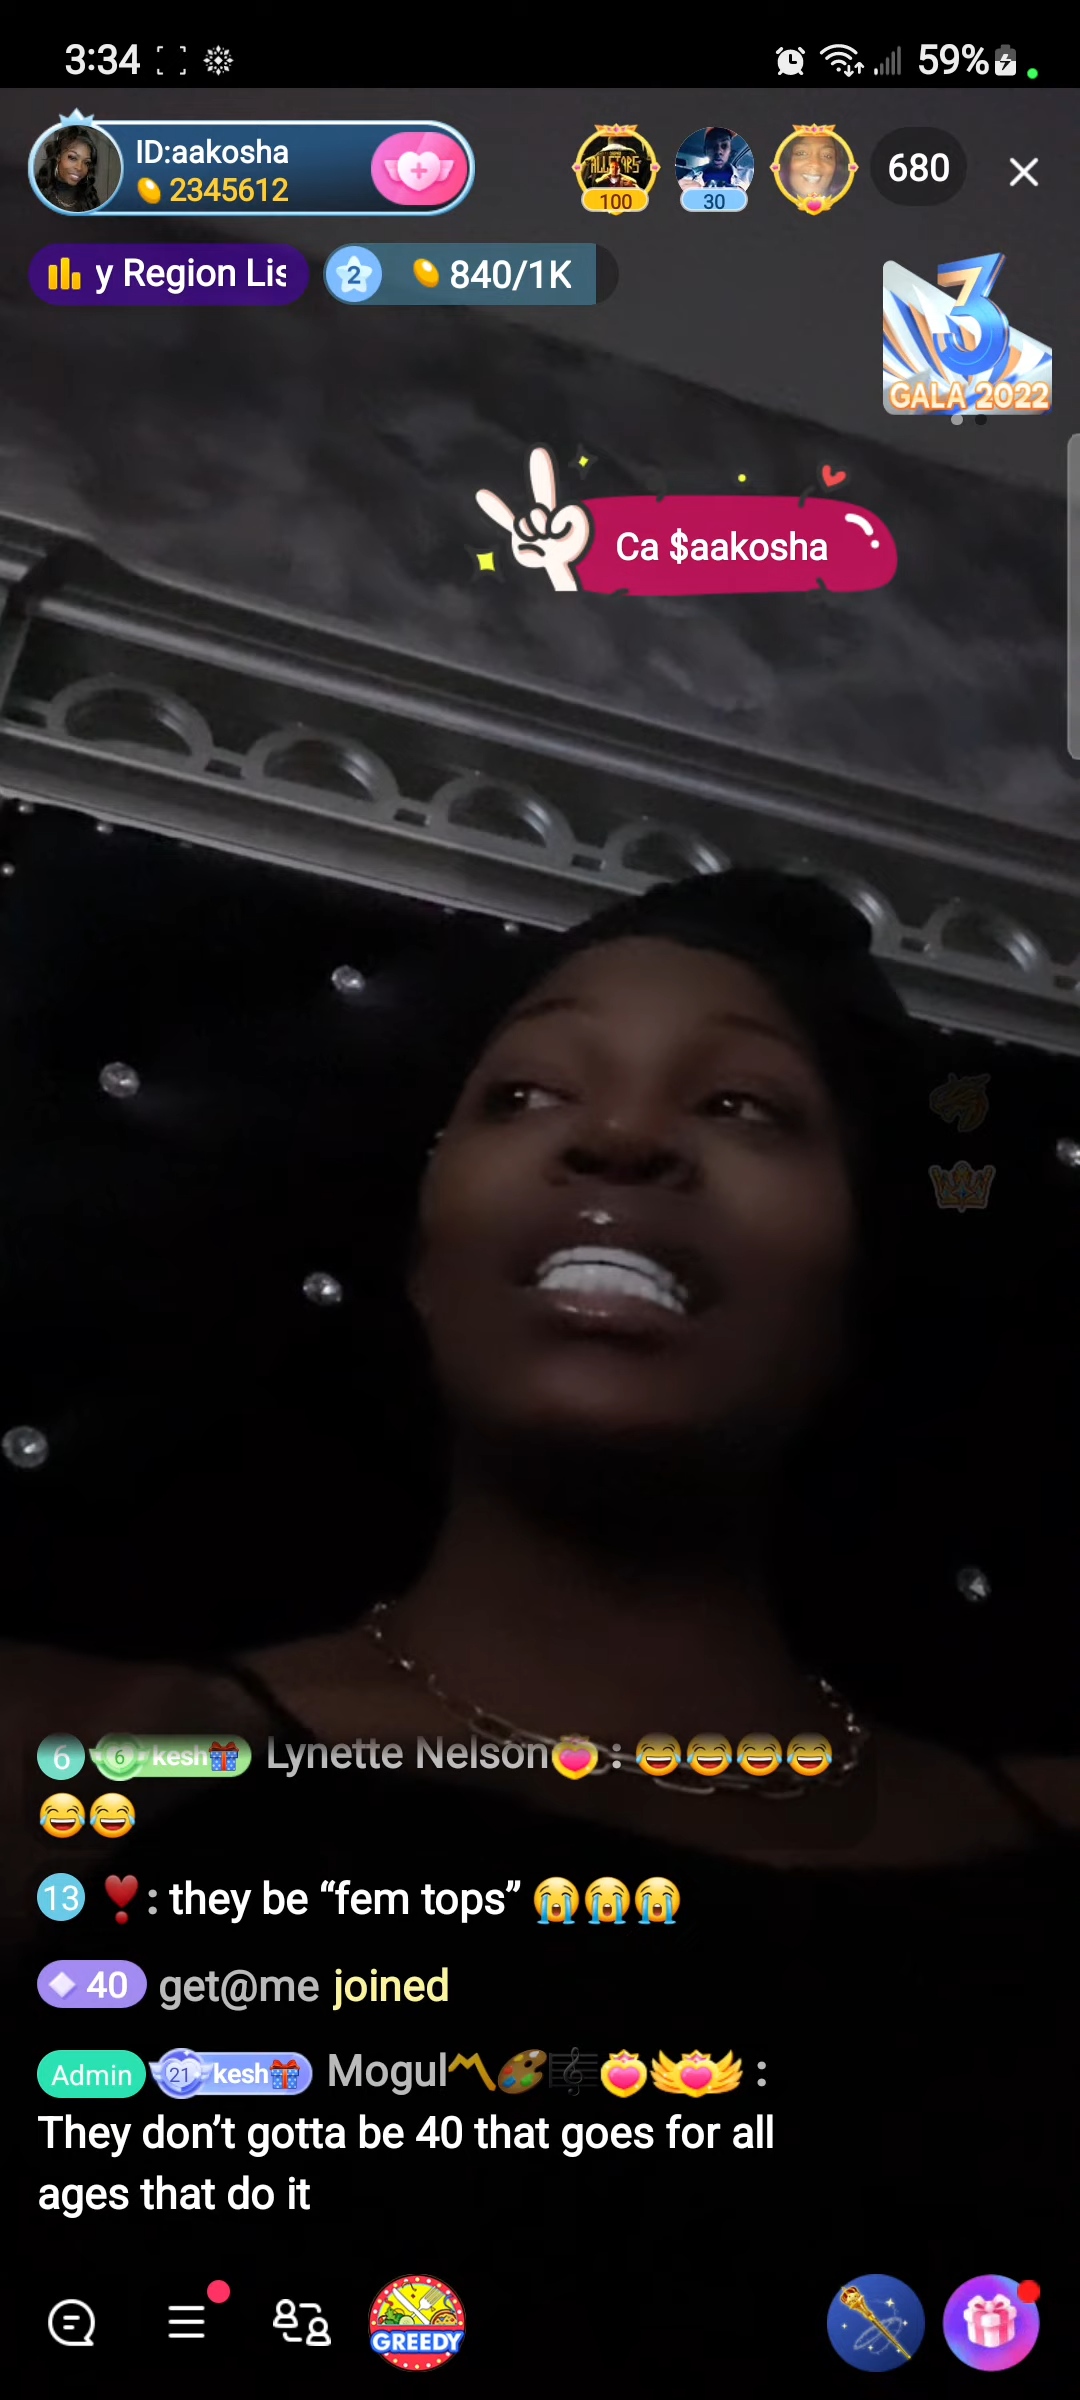 3:34
59%
ID:aakosha
2345612
100
30
680
y Region Lis
2
840/1K
3
GALA 2022
Ca $aakosha
6 6 kesh🎁 Lynette Nelson💗 : 😂😂😂😂
😂😂
13 ❣️: they be “fem tops” 😭😭😭
40 get@me joined
Admin 21 kesh🎁 Mogul〽️🎨🎼💗💗 :
They don’t gotta be 40 that goes for all
ages that do it
GREEDY